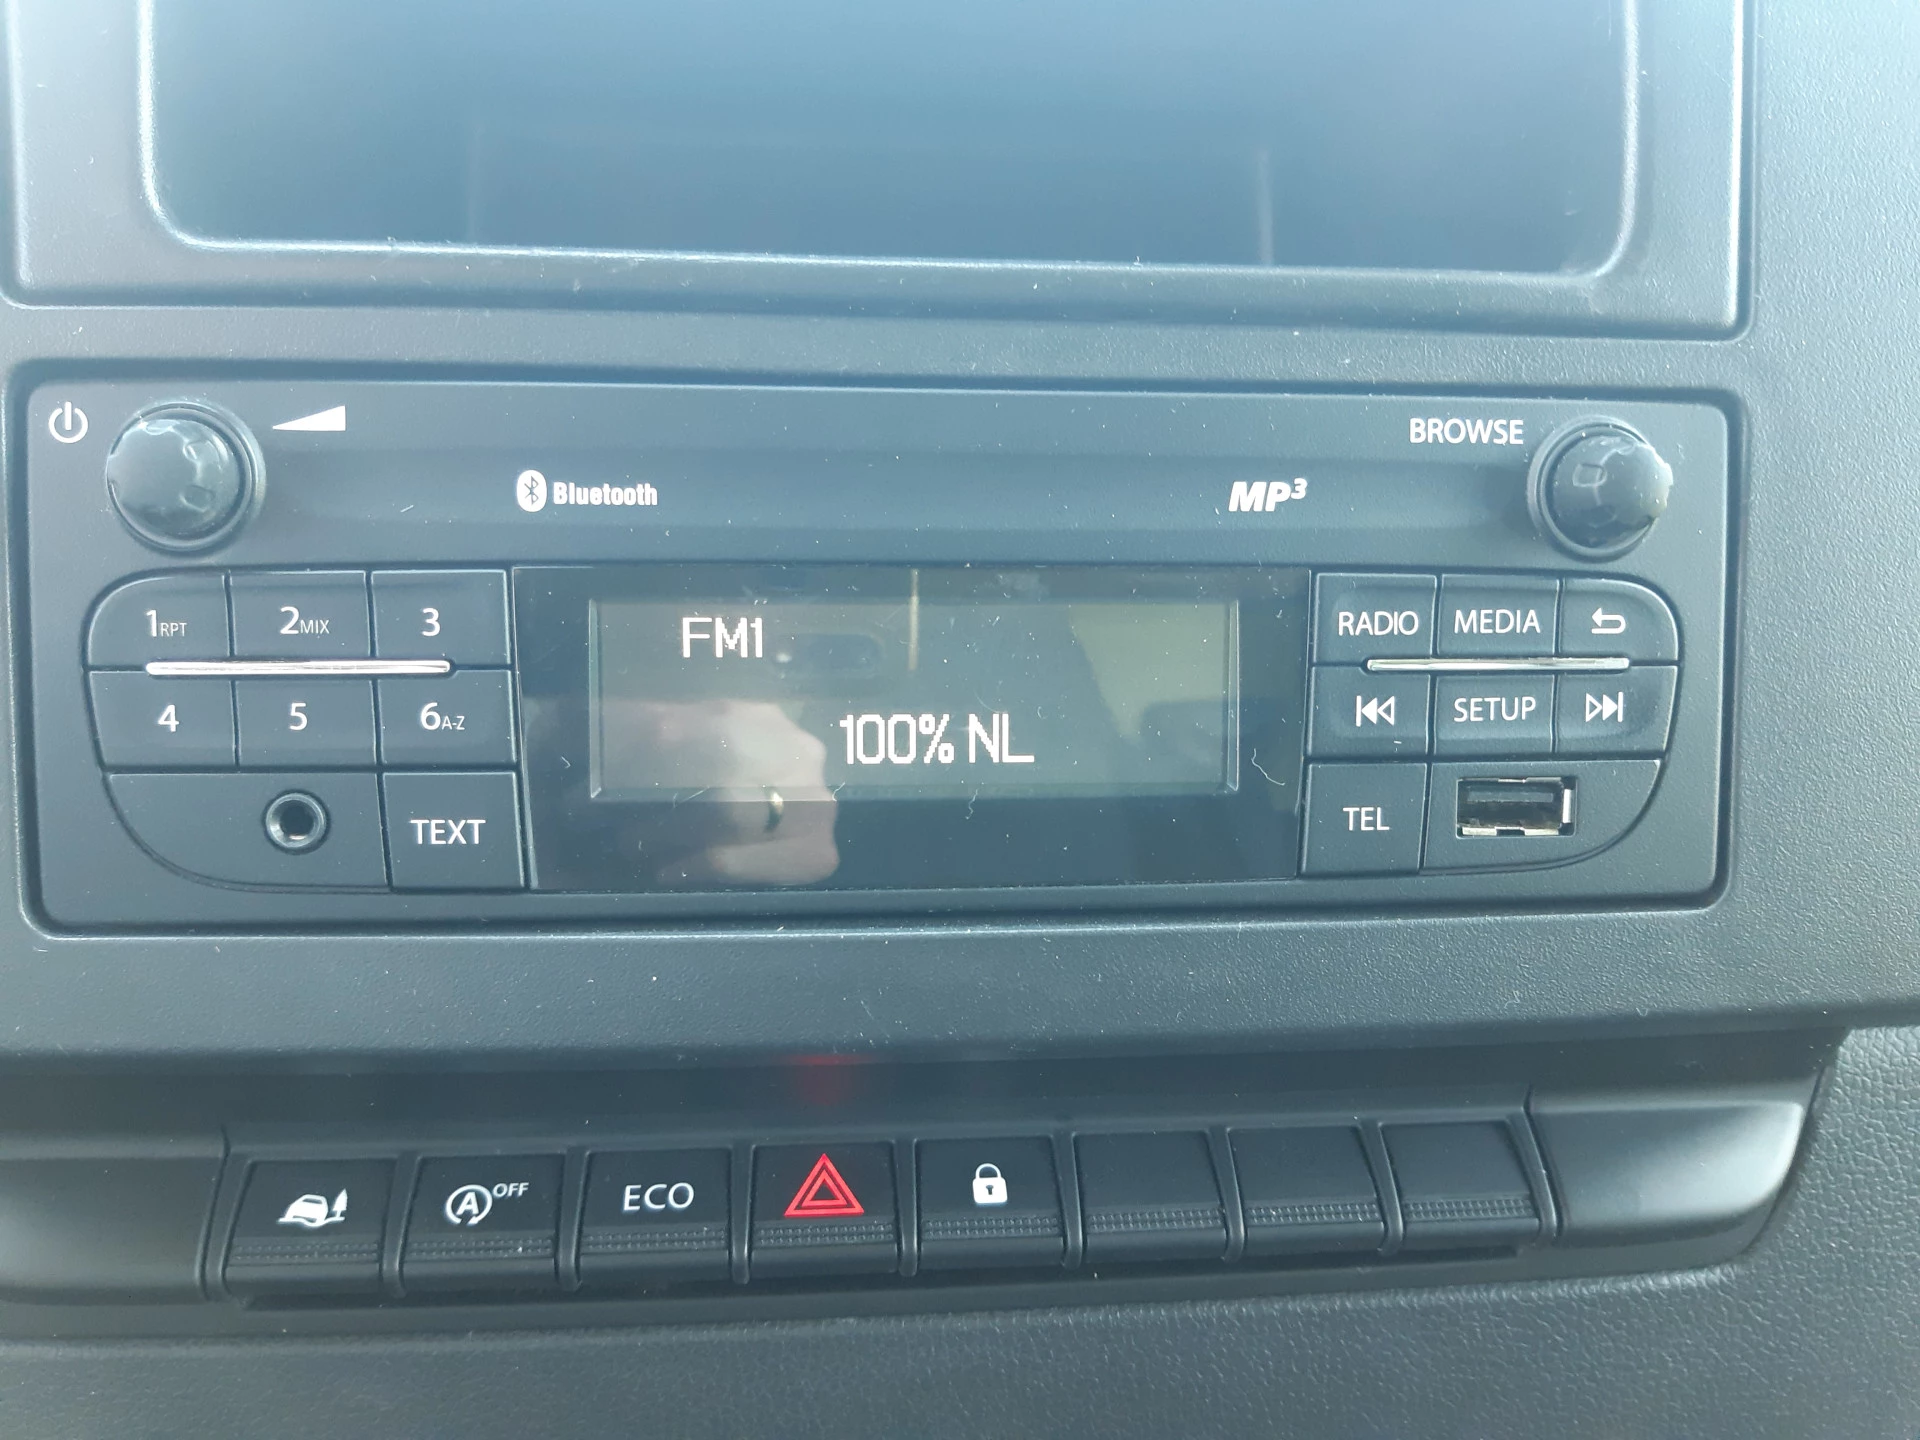 BROWSE
Bluetooth
MP3
1RPT 2MIX 3
FM1
RADIO MEDIA
4 5 6A-Z
100% NL
SETUP
TEXT
TEL
A OFF
ECO